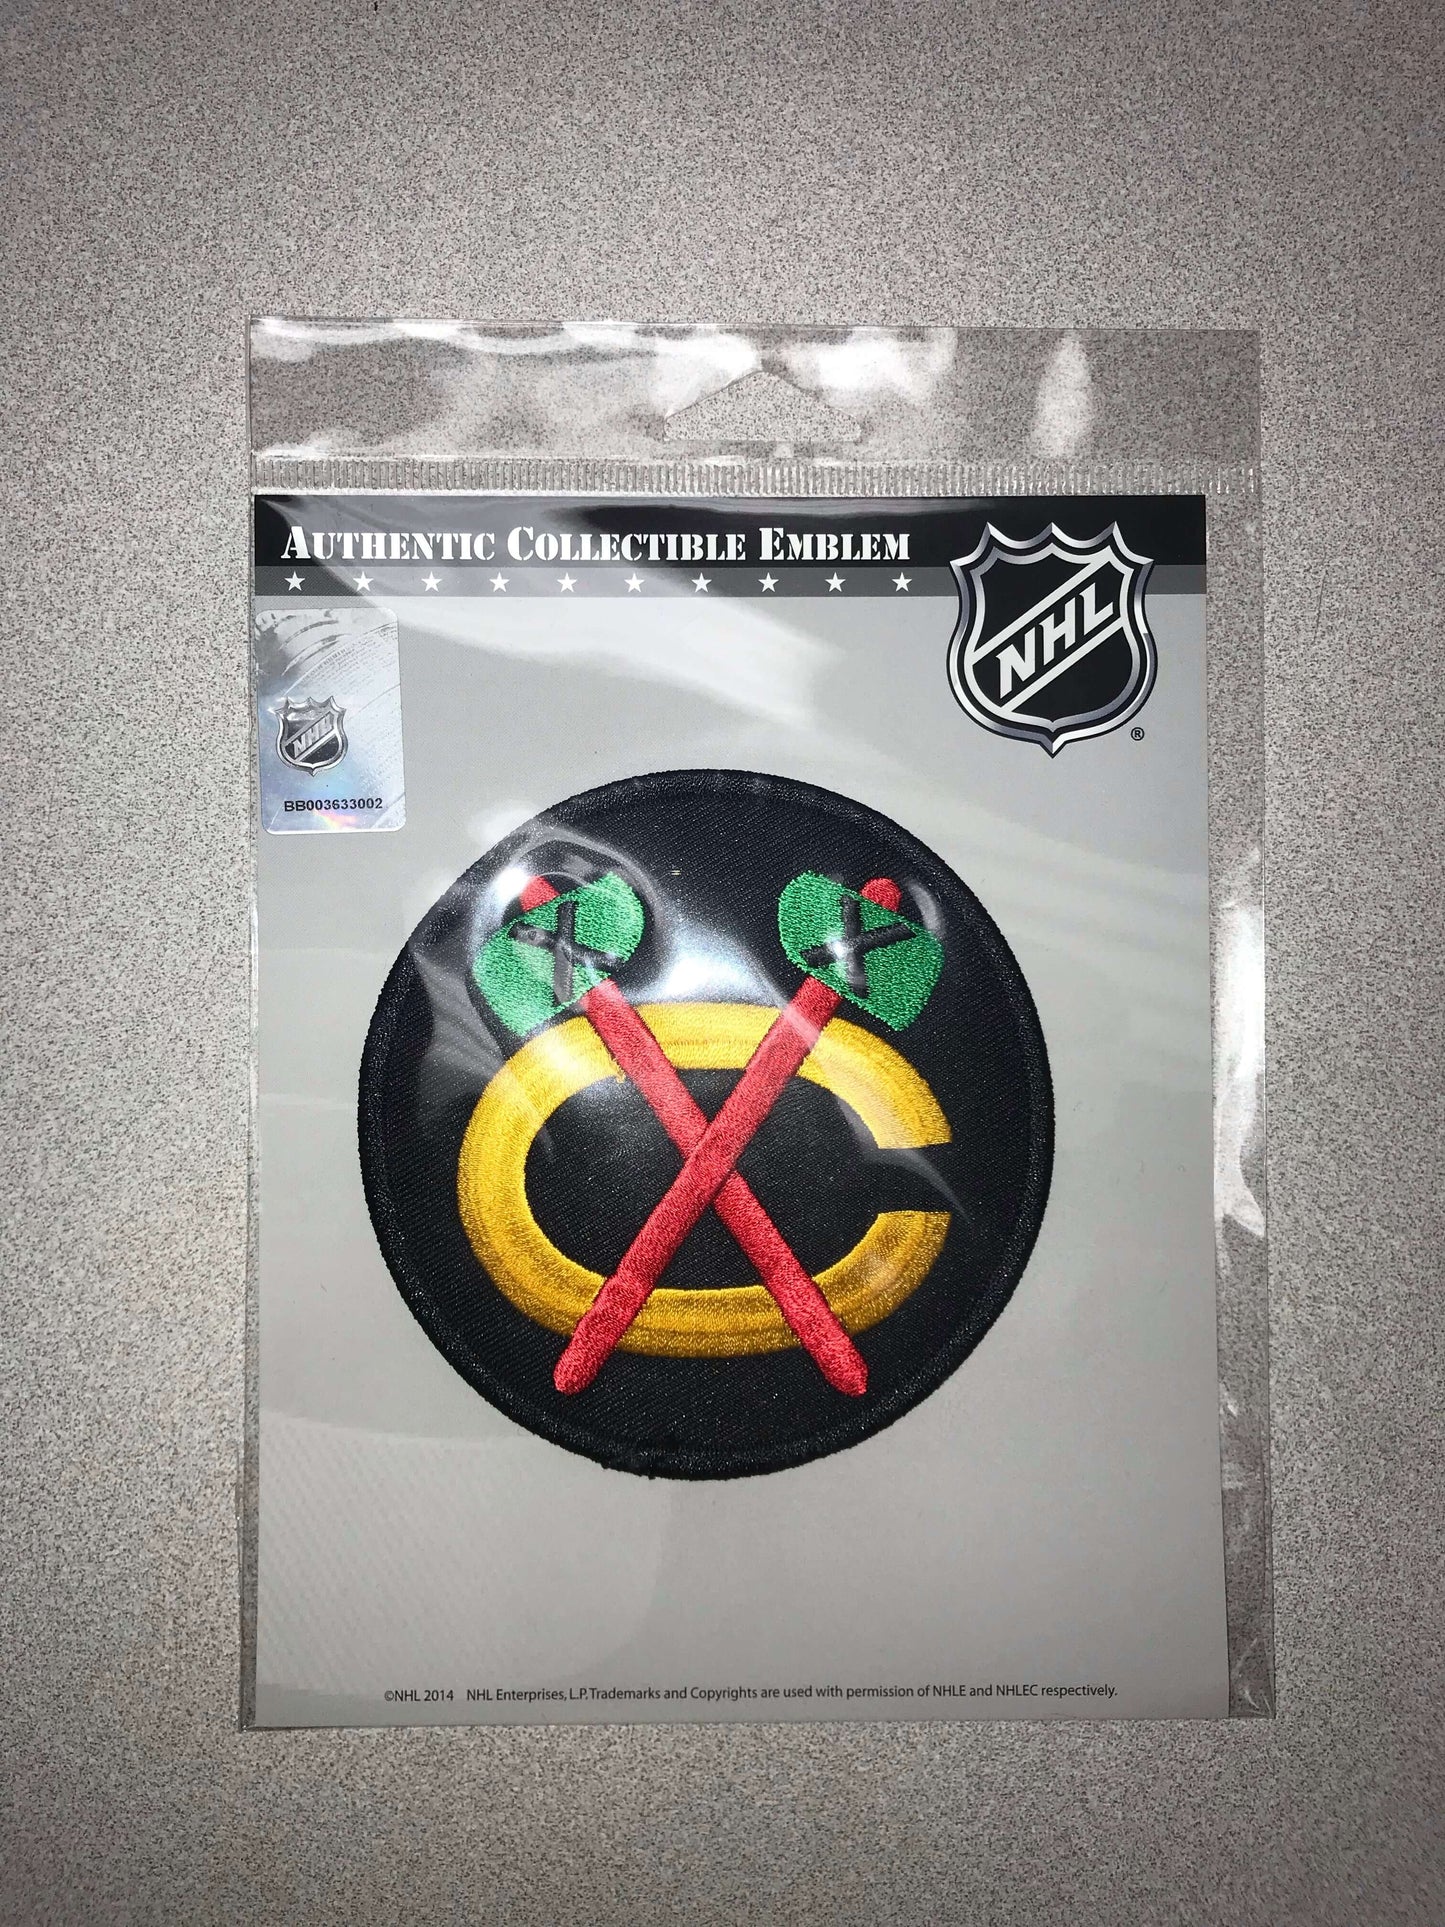 AUTHENTIC COLLECTIBLE EMBLEM
NHL
®
NHL
BB003633002
C
©NHL 2014 NHL Enterprises, L.P. Trademarks and Copyrights are used with permission of NHLE and NHLEC respectively.